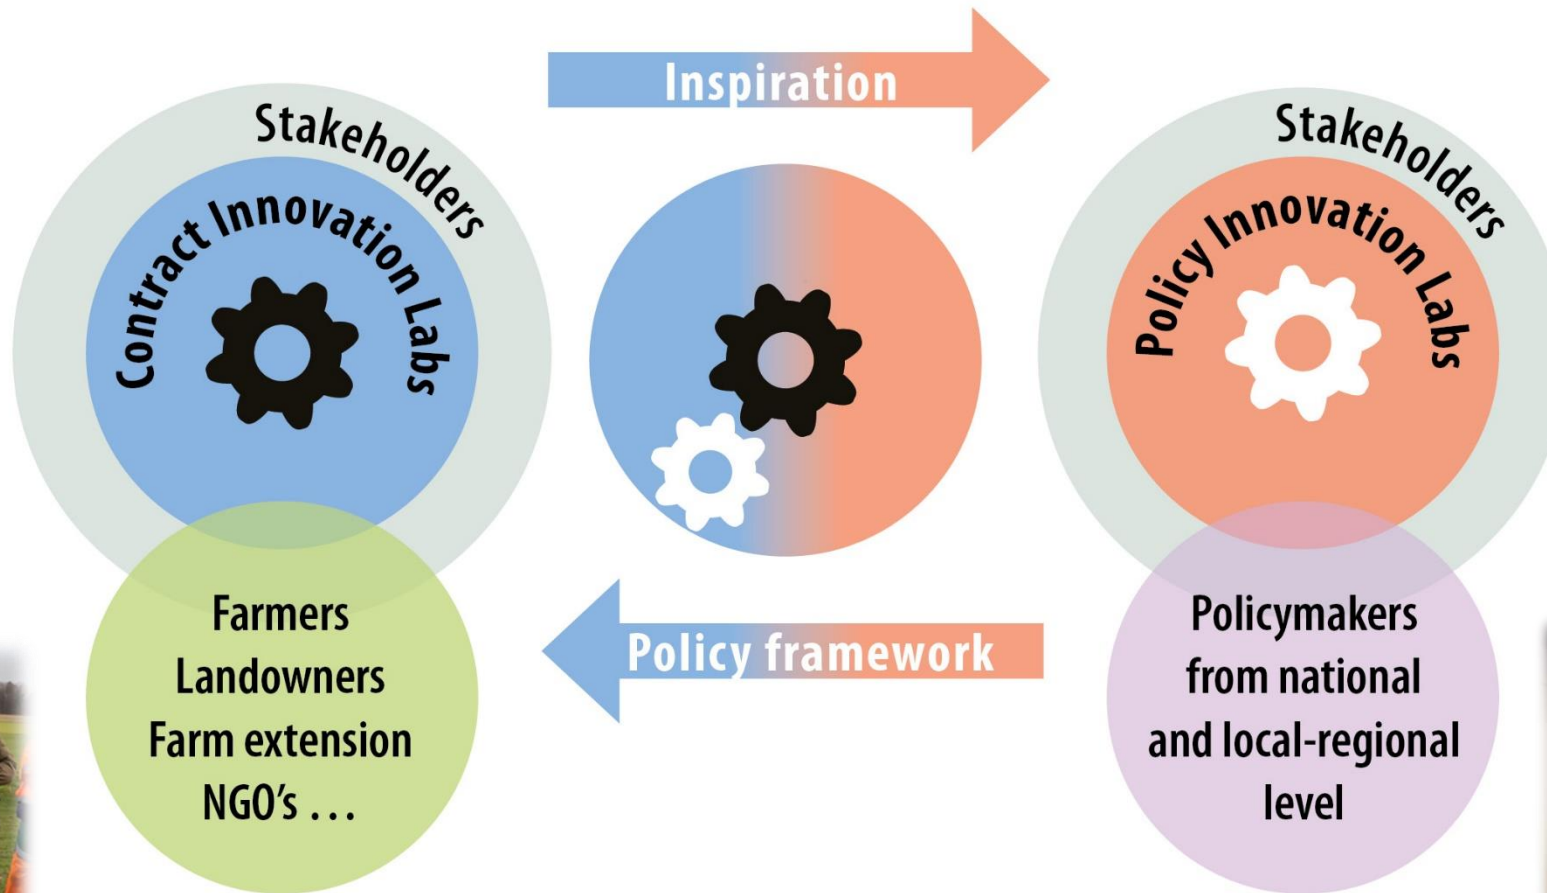 Inspiration
Stakeholders
Contract Innovation Labs
Stakeholders
Policy Innovation Labs
Farmers
Landowners
Farm extension
NGO's ...
Policy framework
Policymakers
from national
and local-regional
level